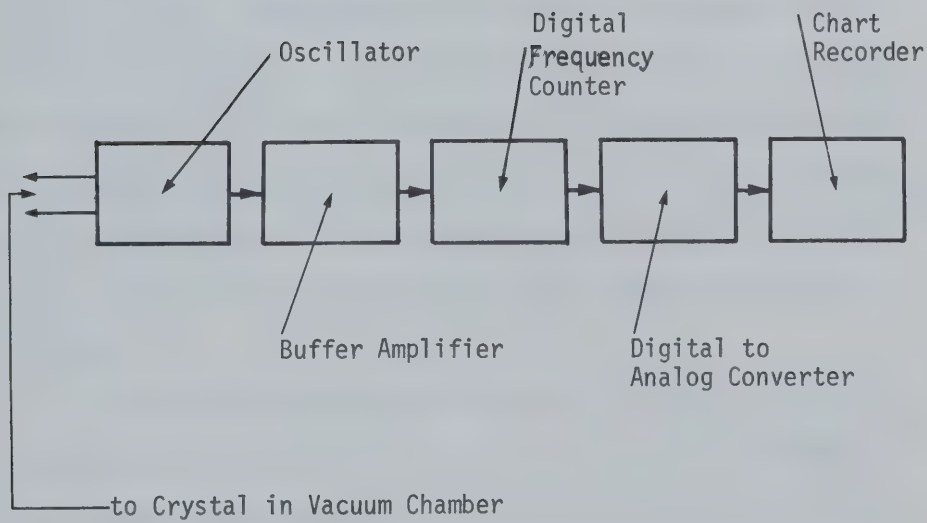 Oscillator
Digital
Frequency
Counter
Chart
Recorder
Buffer Amplifier
Digital to
Analog Converter
to Crystal in Vacuum Chamber